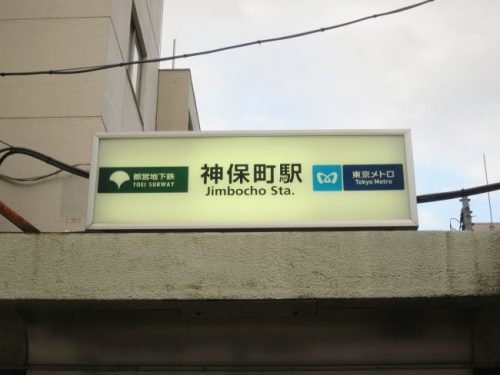 都営地下鉄
TOEI SUBWAY
神保町駅
Jimbocho Sta.
東京メトロ
Tokyo Metro